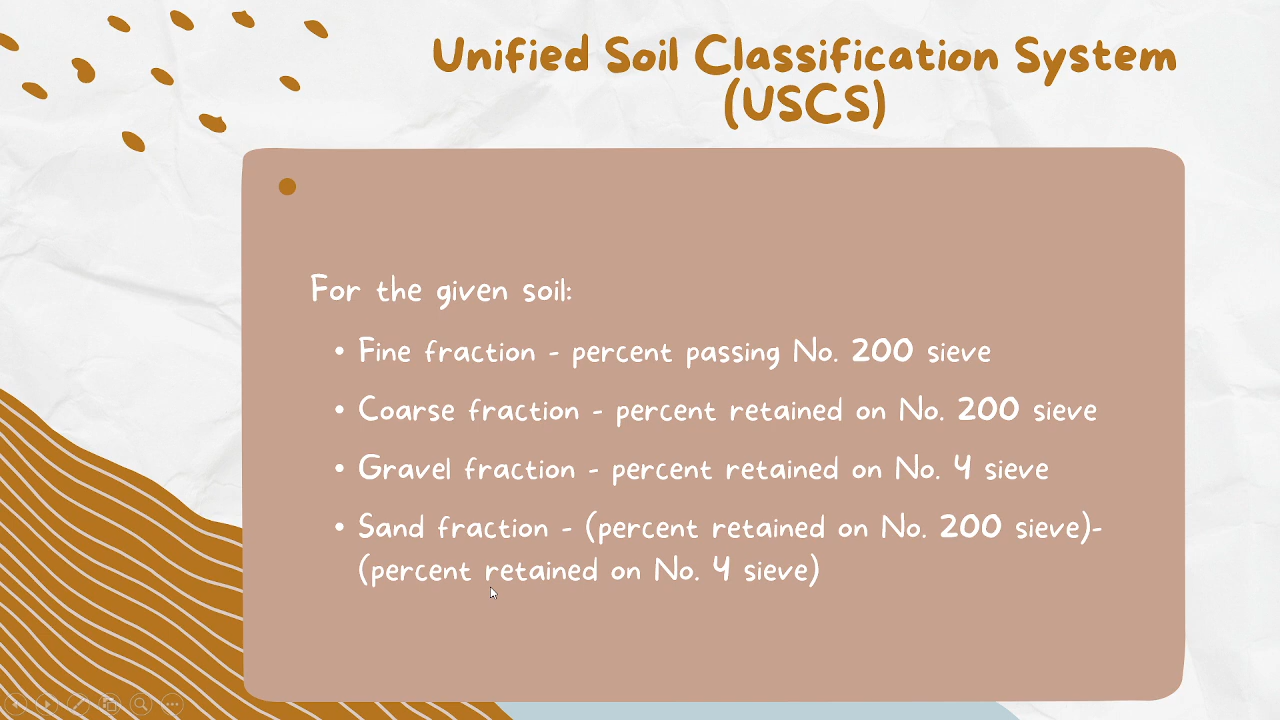 Unified Soil Classification System
(USCS)
For the given soil:
• Fine fraction - percent passing No. 200 sieve
• Coarse fraction - percent retained on No. 200 sieve
• Gravel fraction - percent retained on No. 4 sieve
• Sand fraction - (percent retained on No. 200 sieve)-
(percent retained on No. 4 sieve)